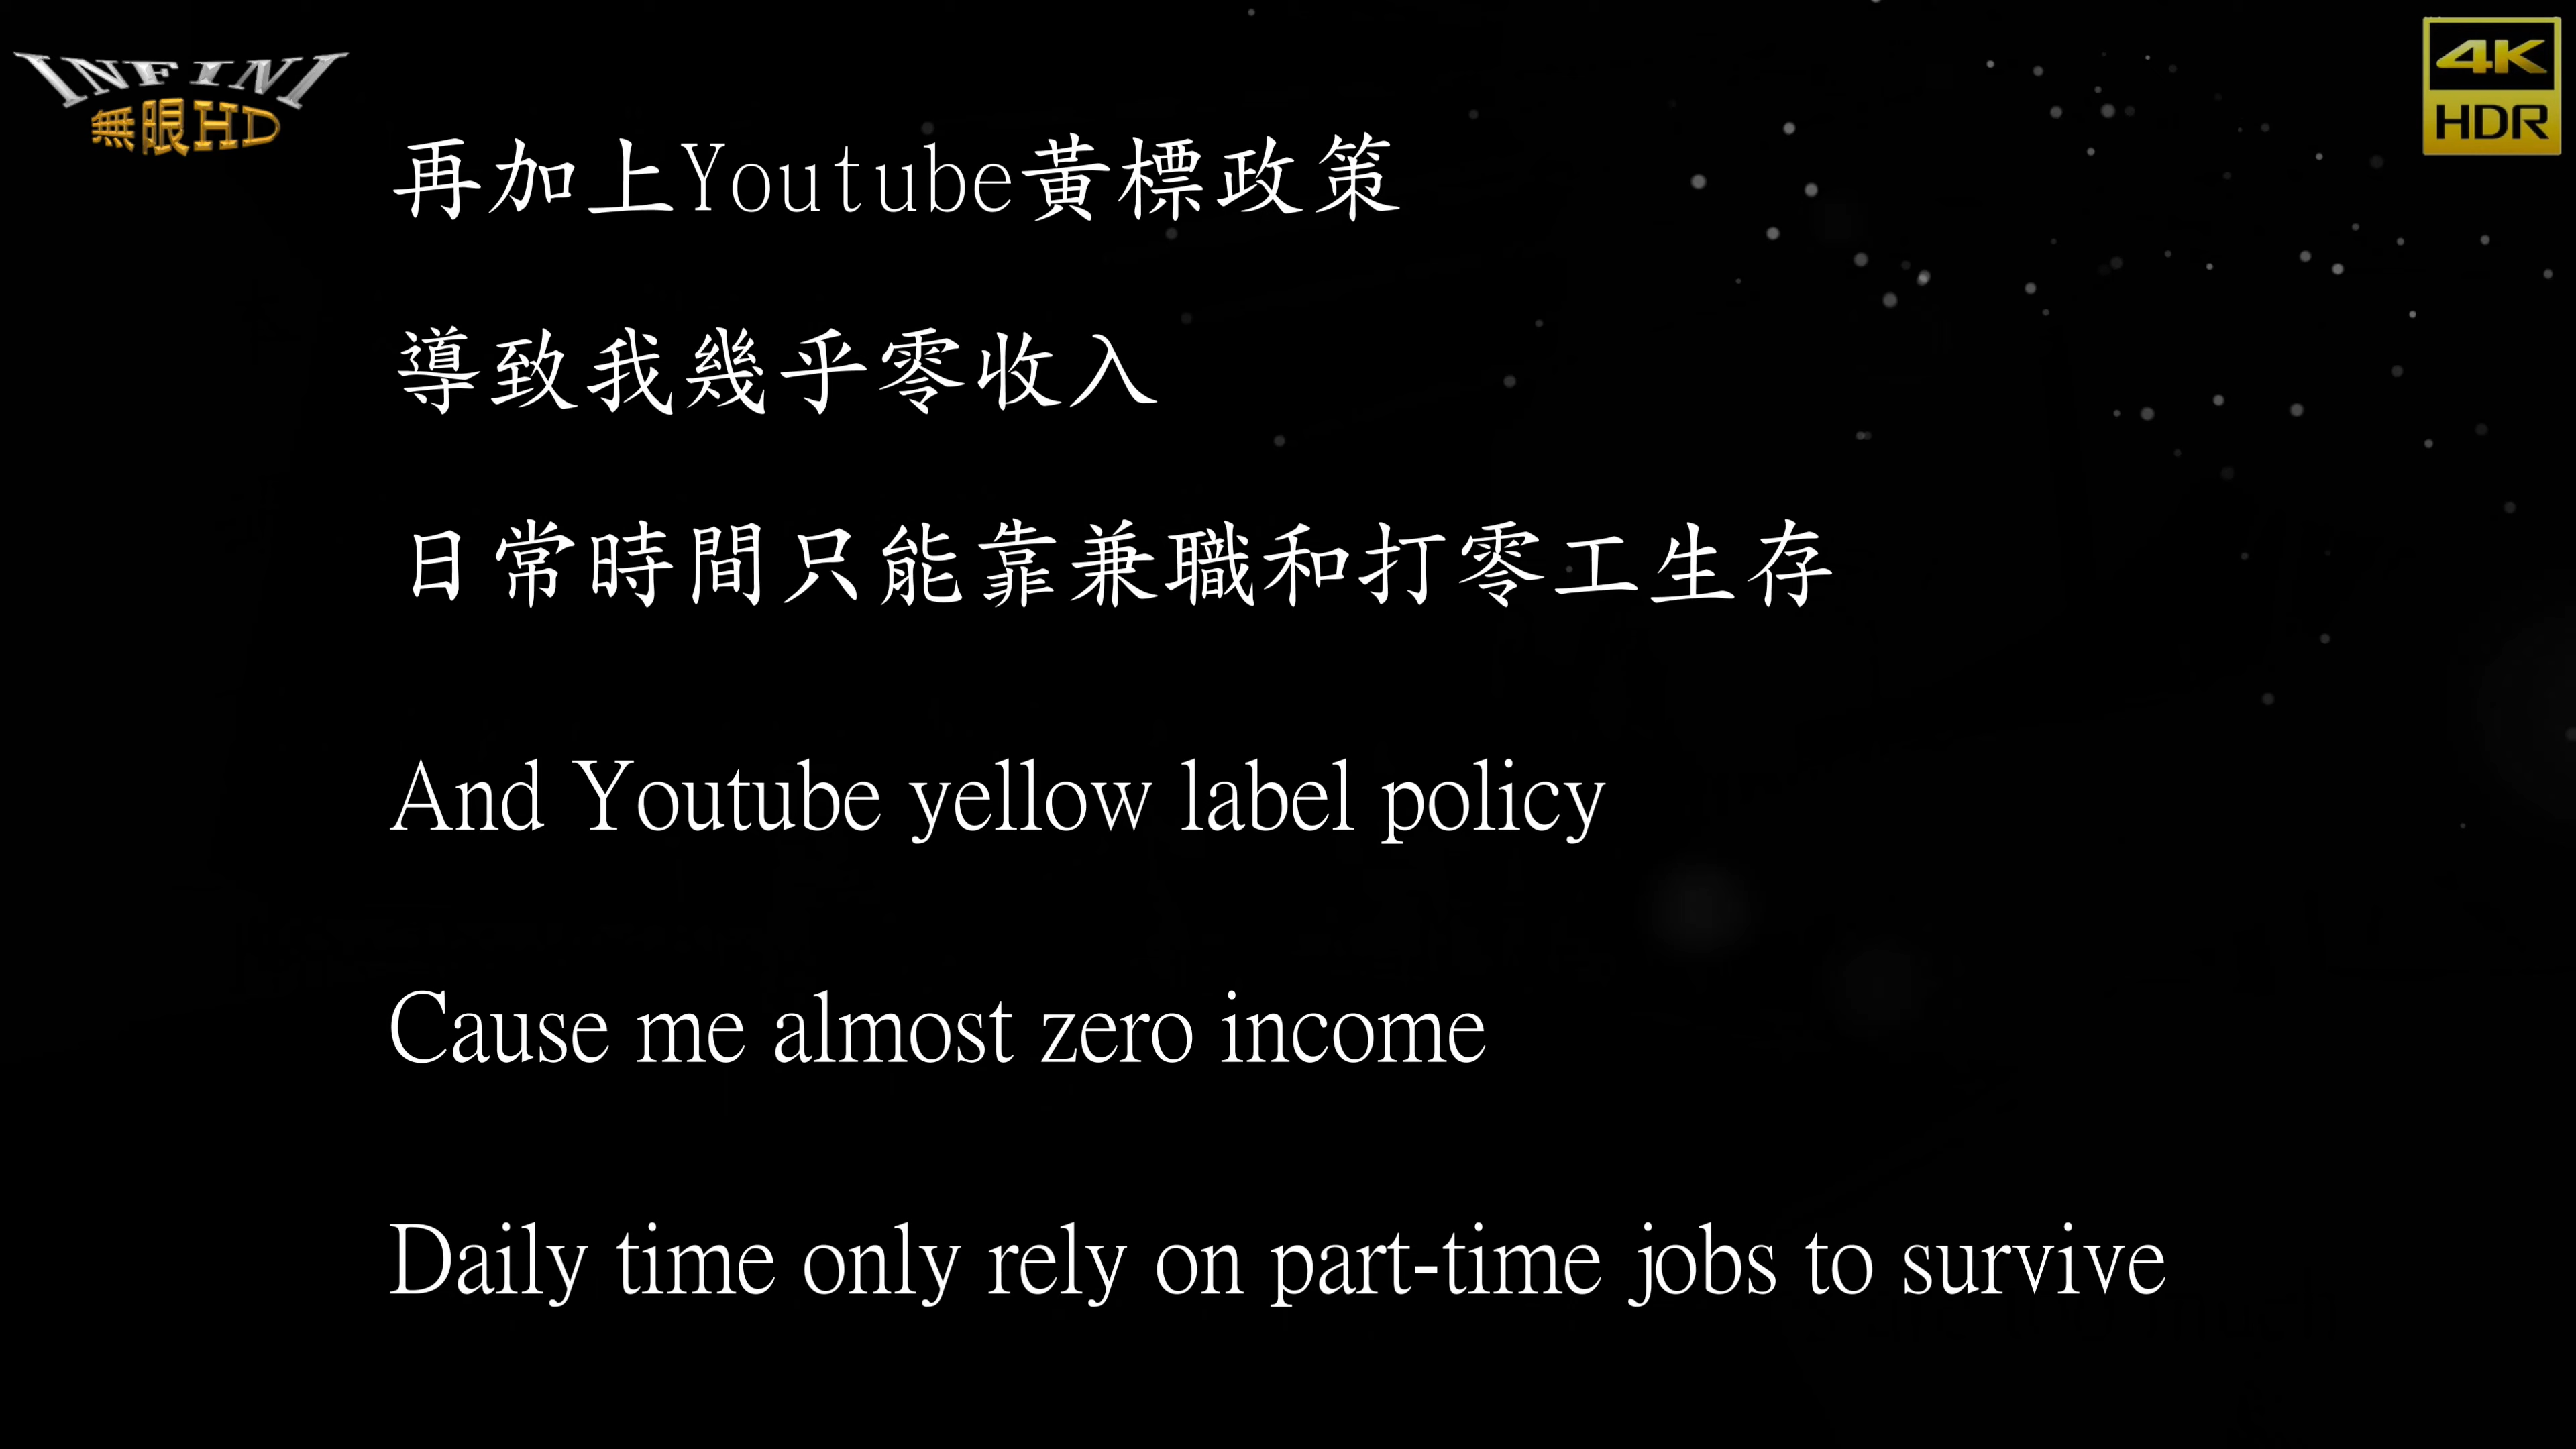 INFINI
無限HD
4K
HDR
再加上Youtube黃標政策
導致我幾乎零收入
日常時間只能靠兼職和打零工生存
And Youtube yellow label policy
Cause me almost zero income
Daily time only rely on part-time jobs to survive